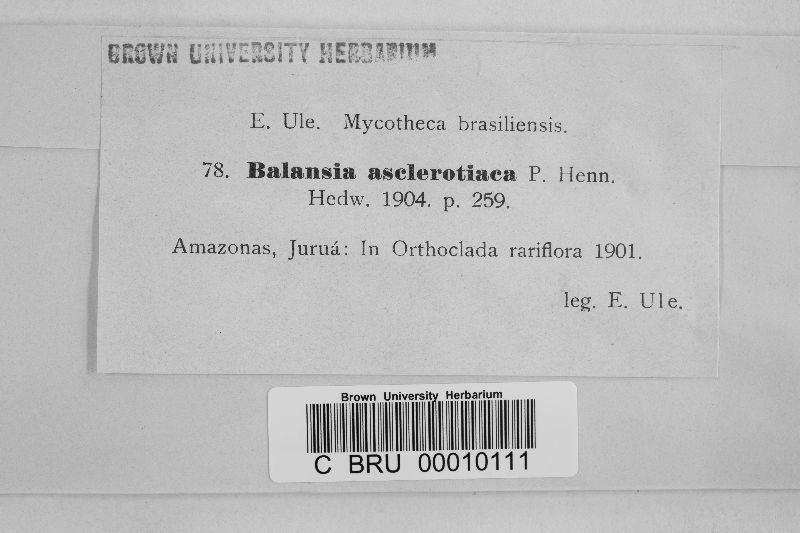 BROWN UNIVERSITY HERBARIUM
E. Ule. Mycotheca brasiliensis.
78. Balansia asclerotiaca P. Henn.
Hedw. 1904. p. 259.
Amazonas, Juruá: In Orthoclada rariflora 1901.
leg. E. Ule.
Brown University Herbarium
C BRU 00010111